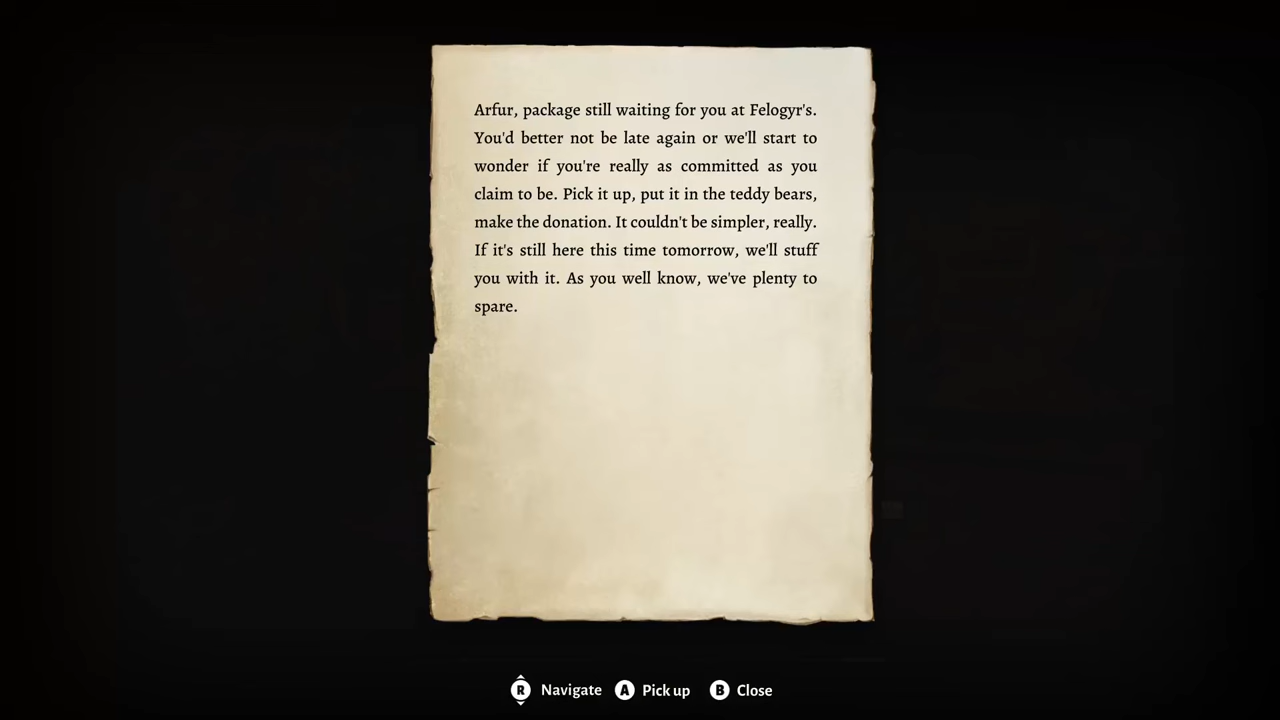 Arfur, package still waiting for you at Felogyr's.
You'd better not be late again or we'll start to
wonder if you're really as committed as you
claim to be. Pick it up, put it in the teddy bears,
make the donation. It couldn't be simpler, really.
If it's still here this time tomorrow, we'll stuff
you with it. As you well know, we've plenty to
spare.
R Navigate A Pick up B Close